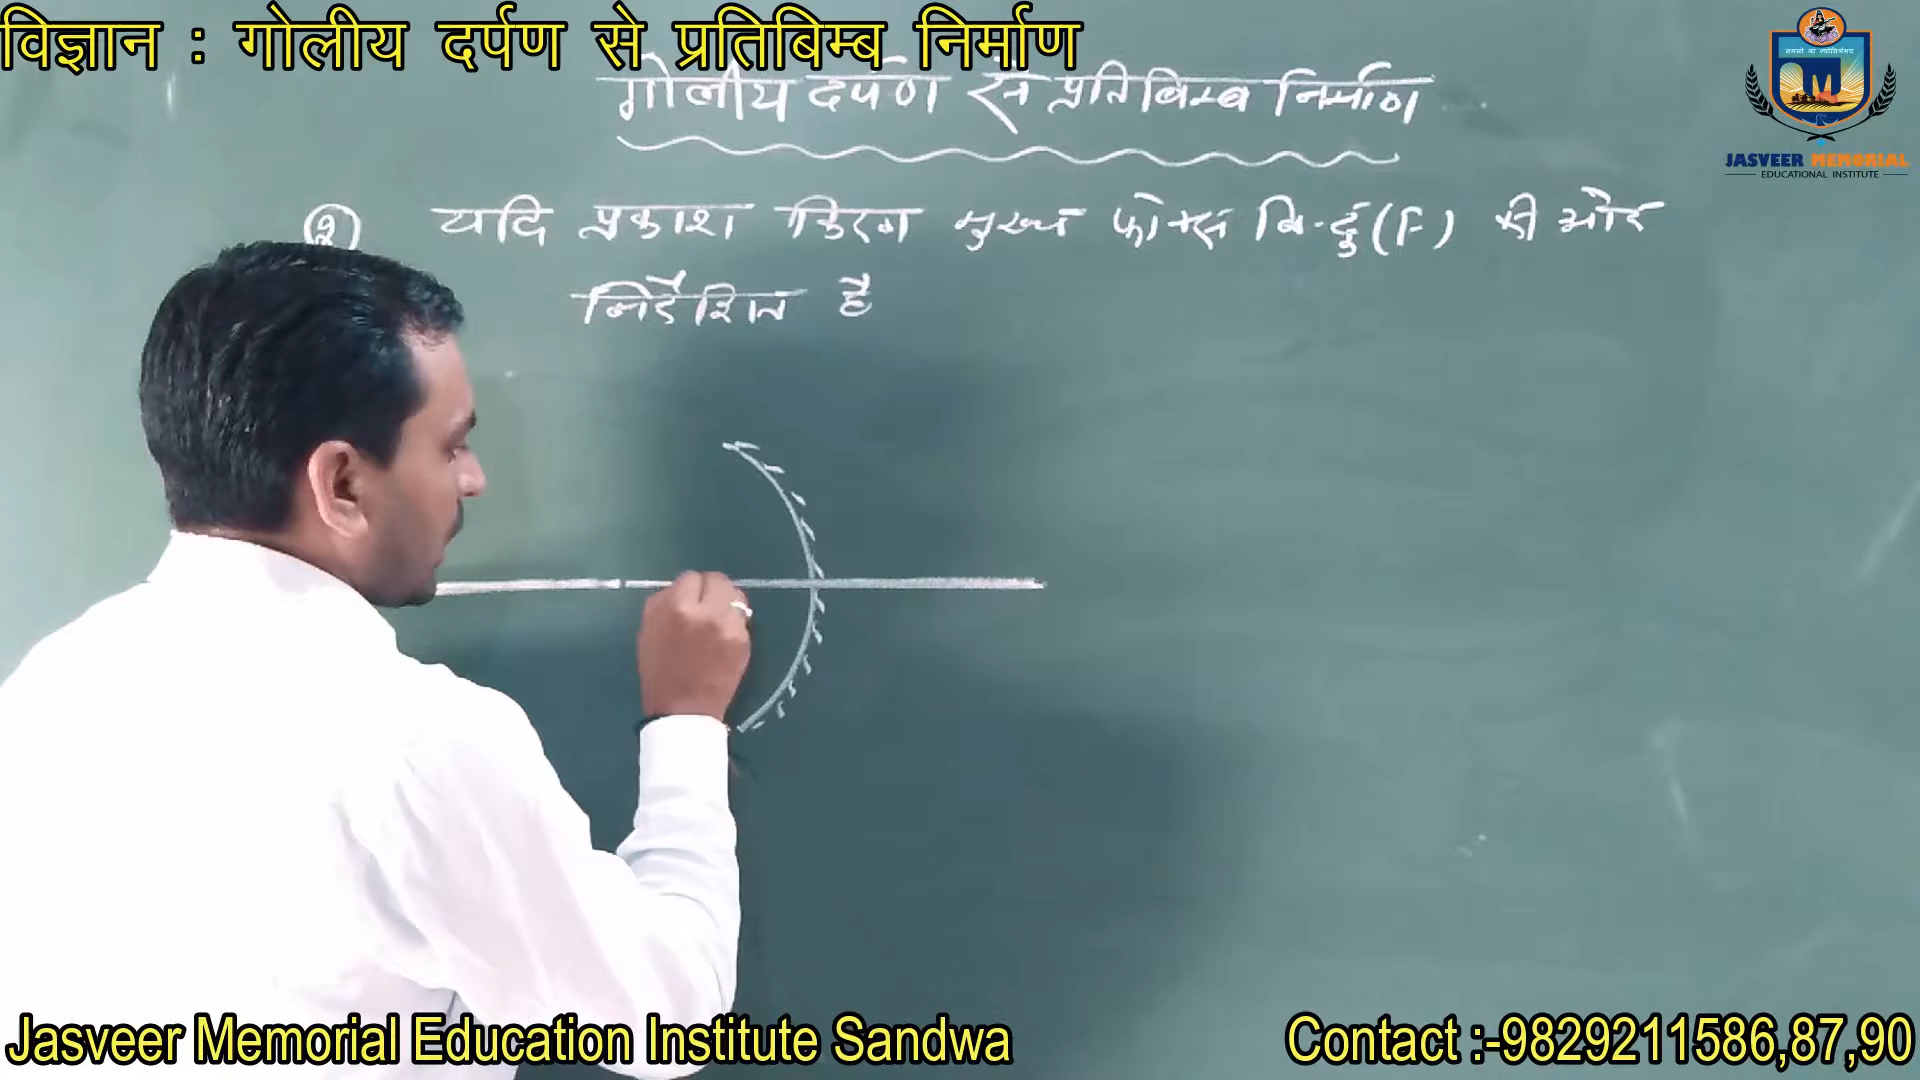 विज्ञान : गोलीय दर्पण से प्रतिबिम्ब निर्माण
गोलीय दर्पण से प्रतिबिम्ब निर्माण
JASVEER MEMORIAL
EDUCATIONAL INSTITUTE
② यदि प्रकाश किरण मुख्य फोकस बिन्दु (F) की ओर
निर्देशित है
Jasveer Memorial Education Institute Sandwa
Contact :-9829211586,87,90